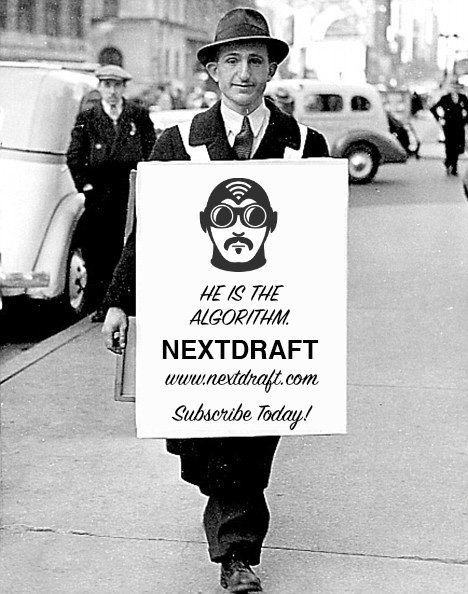 HE IS THE
ALGORITHM.
NEXTDRAFT
www.nextdraft.com
Subscribe Today!